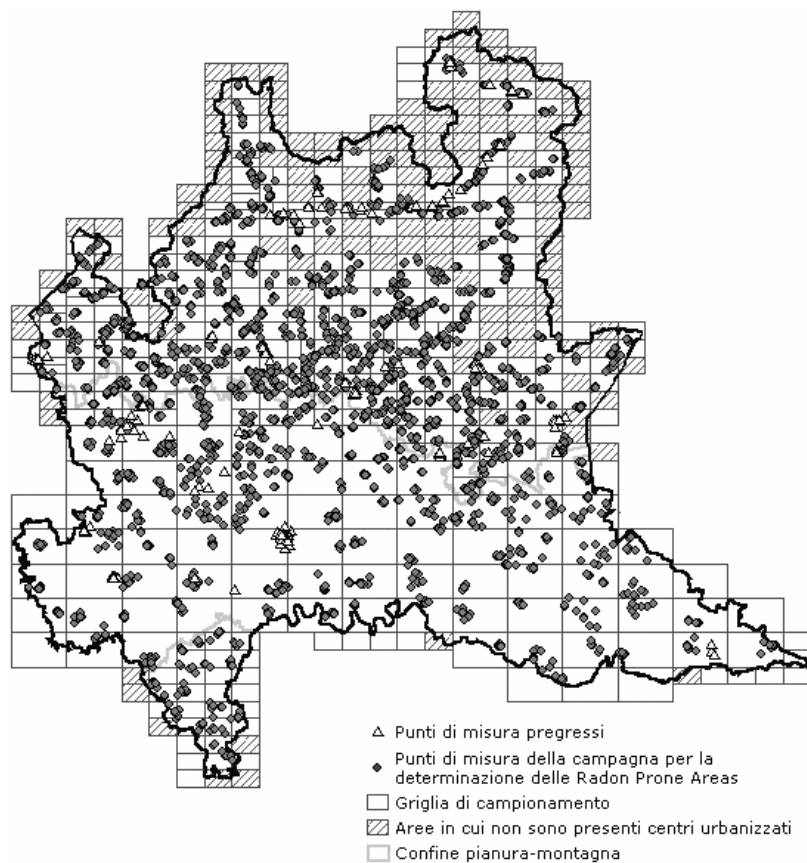 Punti di misura pregressi
Punti di misura della campagna per la
determinazione delle Radon Prone Areas
Griglia di campionamento
Aree in cui non sono presenti centri urbanizzati
Confine pianura-montagna